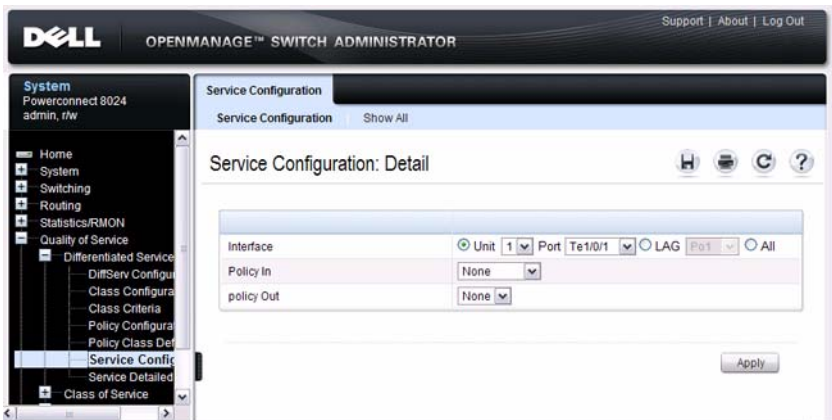 Support | About | Log Out
DELL OPENMANAGE™ SWITCH ADMINISTRATOR
System
Powerconnect 8024
admin, r/w
Home
System
Switching
Routing
Statistics/RMON
Quality of Service
Differentiated Service
DiffServ Configu
Class Configura
Class Criteria
Policy Configura
Policy Class Def
Service Config
Service Detailed
Class of Service
Service Configuration
Service Configuration Show All
Service Configuration: Detail
Interface Unit 1 Port Te1/0/1 LAG Po1 All
Policy In None
policy Out None
Apply